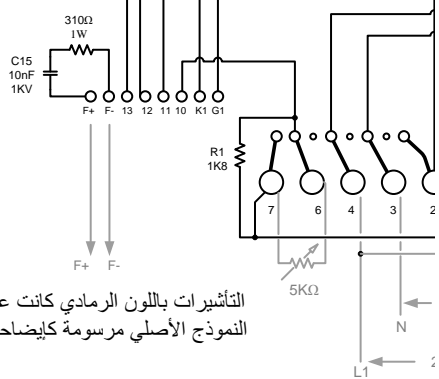 310Ω
1W
C15
10nF
1KV
F+ F- 13 12 11 10 K1 G1
R1
1K8
7 6 4 3 2
F+ F-
5KΩ
N
L1 2
التأشيرات باللون الرمادي كانت
النموذج الأصلي مرسومة